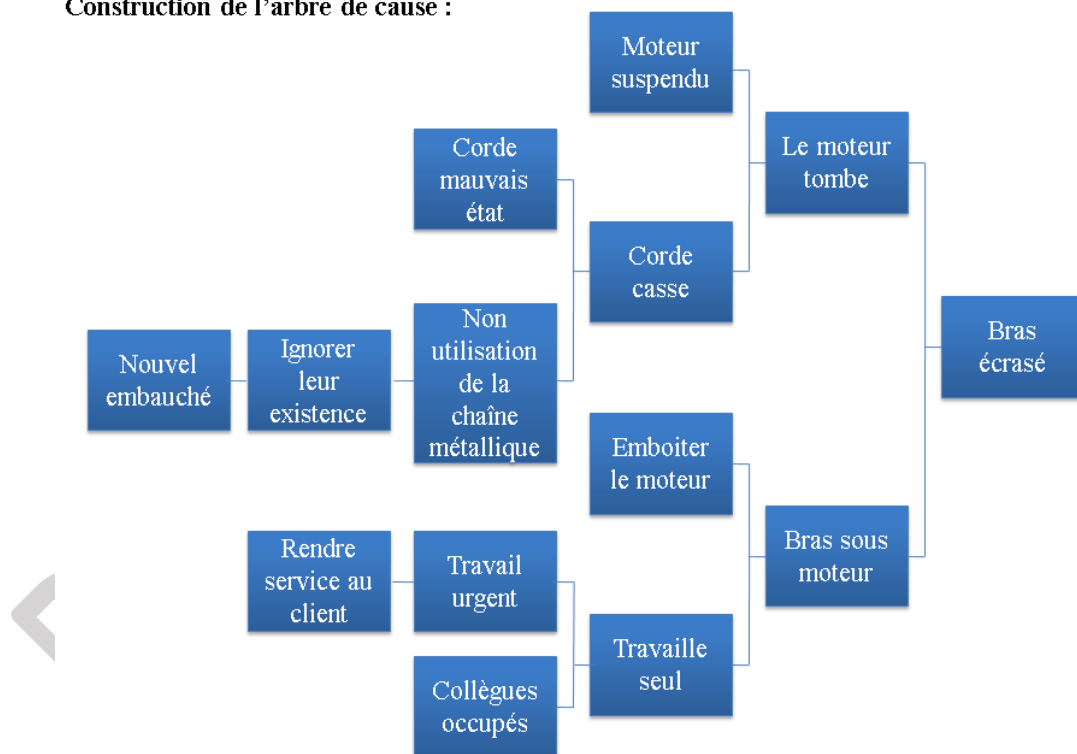 Construction de l'arbre de cause :
Moteur
suspendu
Le moteur
tombe
Corde
mauvais
état
Corde
casse
Bras
écrasé
Nouvel
embauché
Ignorer
leur
existence
Non
utilisation
de la
chaîne
métallique
Emboiter
le moteur
Bras sous
moteur
Rendre
service au
client
Travail
urgent
Travaille
seul
Collègues
occupés